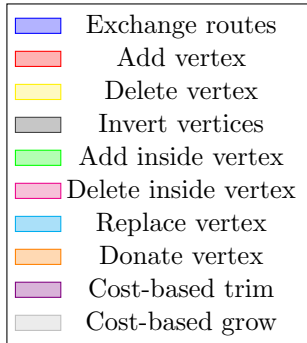 Exchange routes
Add vertex
Delete vertex
Invert vertices
Add inside vertex
Delete inside vertex
Replace vertex
Donate vertex
Cost-based trim
Cost-based grow